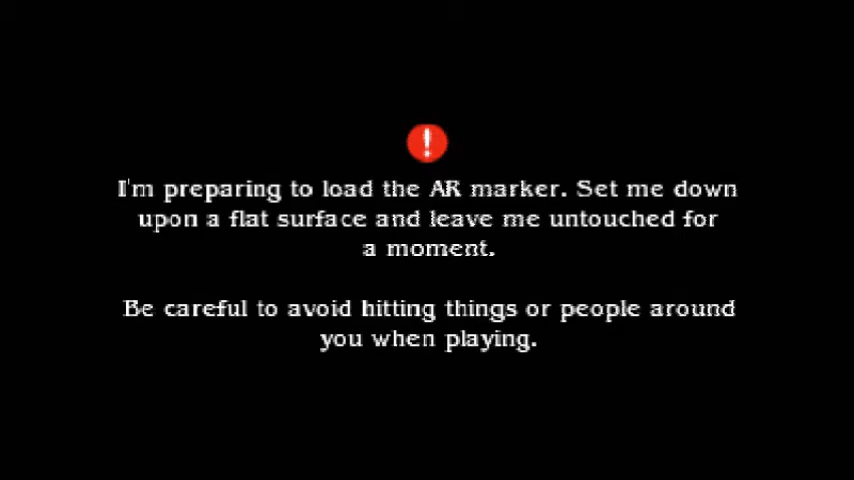 I'm preparing to load the AR marker. Set me down
upon a flat surface and leave me untouched for
a moment.
Be careful to avoid hitting things or people around
you when playing.